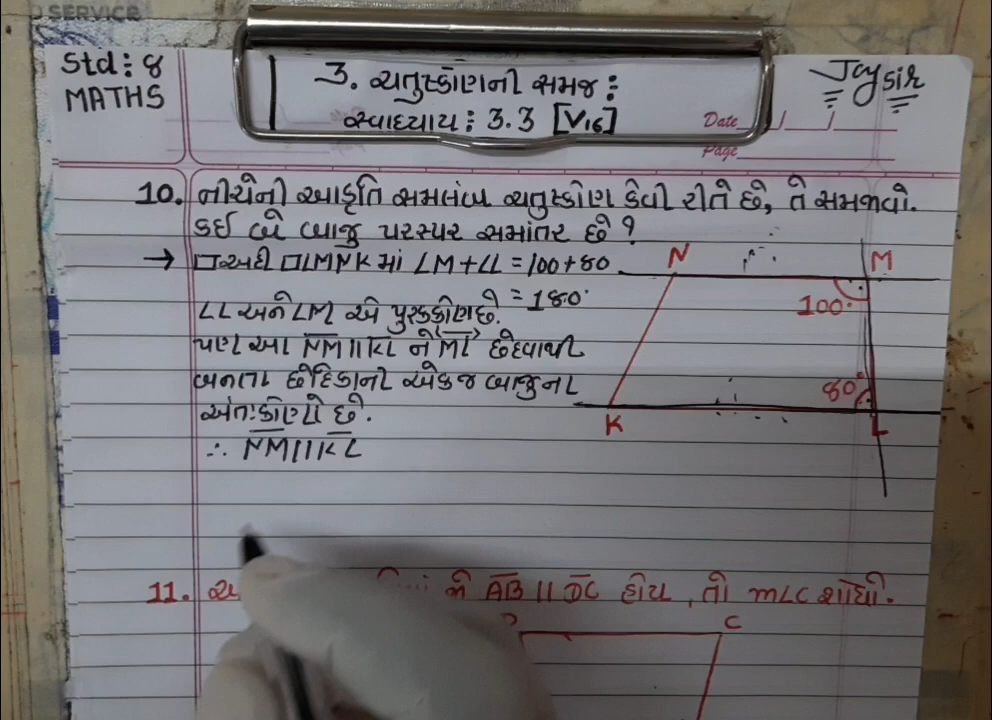 SERVICE
Std: 8
MATHS
3. ચતુષ્કોણની સમજ :
સ્વાધ્યાય : 3.3 [V16]
Jay sir
Date
Page
10. નીચેની આકૃતિ સમલંબ ચતુષ્કોણ કેવી રીતે છે, તે સમજાવો.
કઈ બે બાજુ પરસ્પર સમાંતર છે ?
→ □અહી □LMNK માં ∠M+∠L = 100+80
= 180°
∠L અને ∠M એ પુરકકોણ છે.
પણ આ NM || KL ને ML છેદવાથી
બનતા છેદિકાની એક જ બાજુના
અંતઃકોણો છે.
∴ NM || KL
N
M
100°
80°
K
L
11.
AB || DC હોય, તો m∠C શોધો.
C